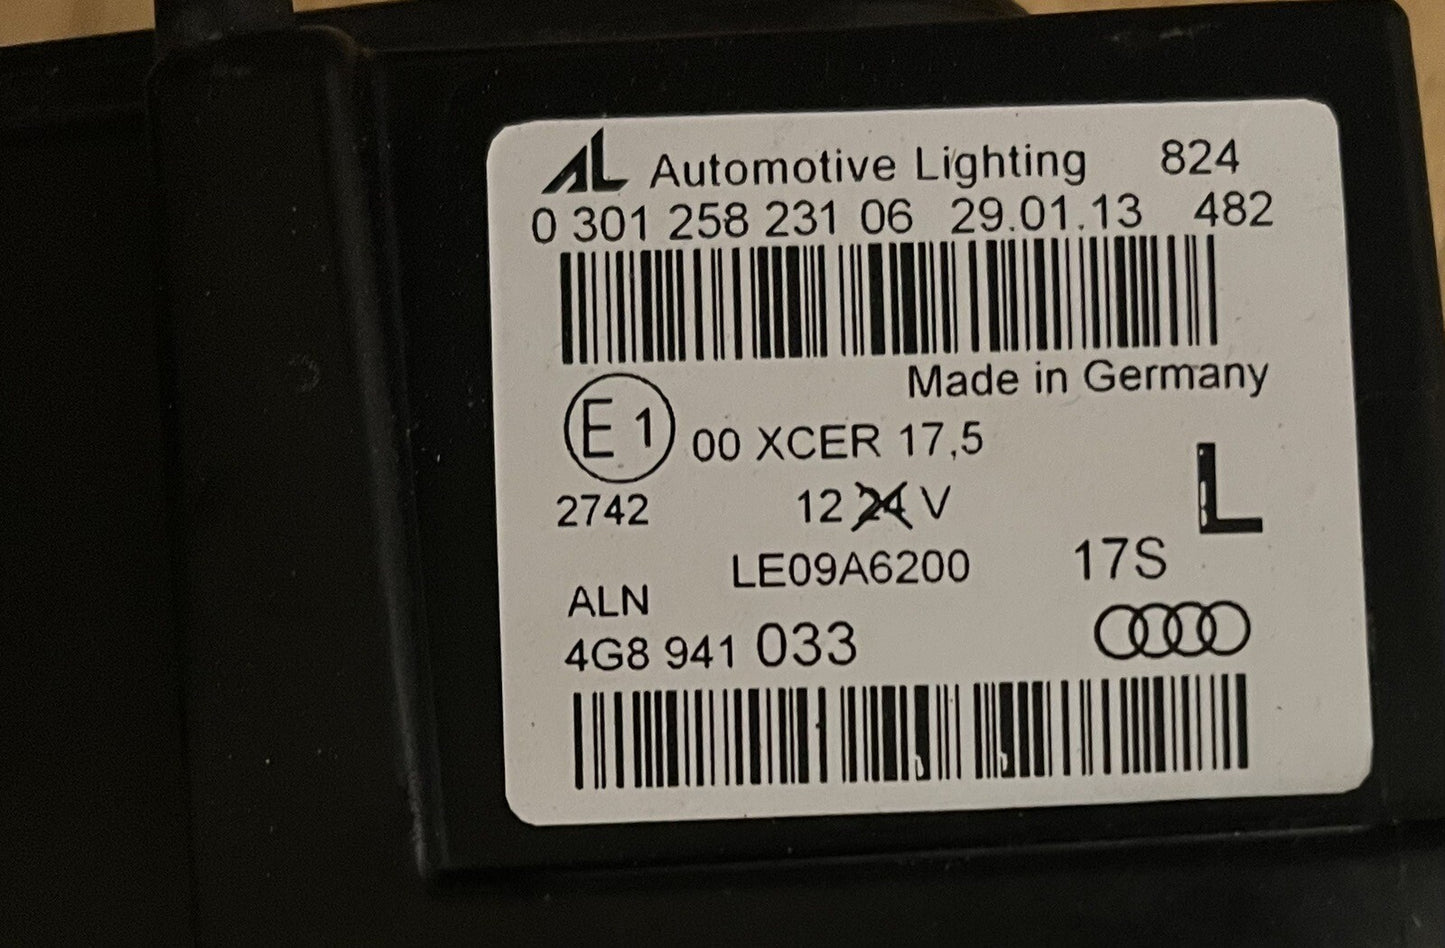 AL Automotive Lighting 824
0 301 258 231 06 29.01.13 482
Made in Germany
E1 00 XCER 17,5
2742 12 24 V
L
LE09A6200 17S
ALN
4G8 941 033